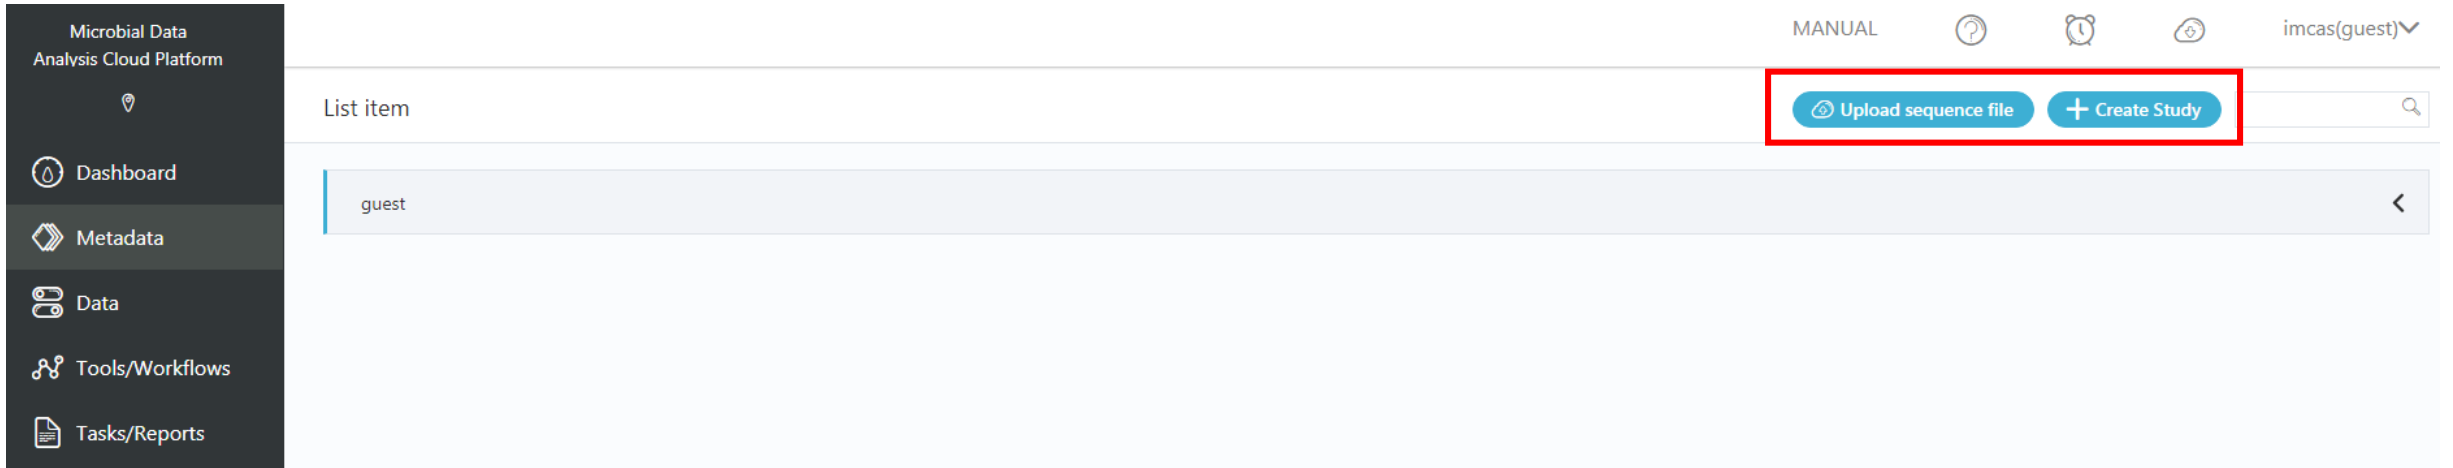 Microbial Data
Analysis Cloud Platform
MANUAL
imcas(guest)
List item
Upload sequence file
Create Study
Dashboard
guest
Metadata
Data
Tools/Workflows
Tasks/Reports